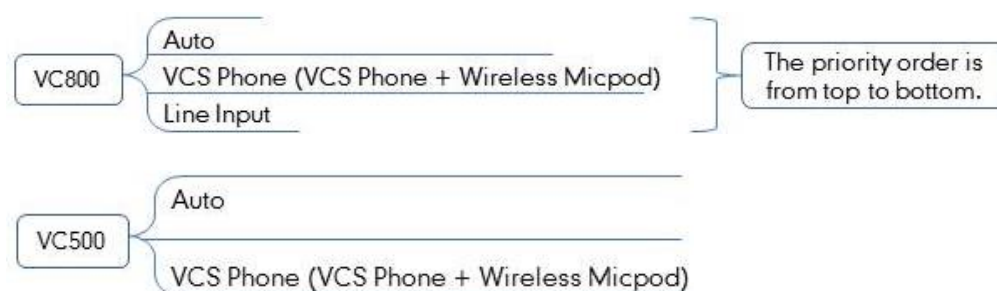 VC800
Auto
VCS Phone (VCS Phone + Wireless Micpod)
Line Input
The priority order is
from top to bottom.
VC500
Auto
VCS Phone (VCS Phone + Wireless Micpod)